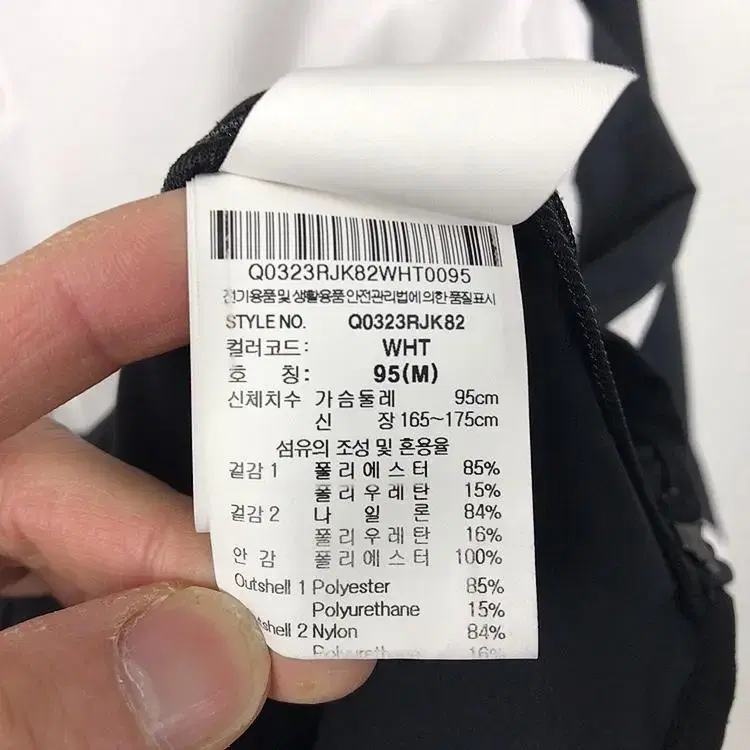 Q0323RJK82WHT0095
전기용품 및 생활용품 안전관리법에 의한 품질표시
STYLE NO. Q0323RJK82
컬러코드: WHT
호 칭: 95(M)
신체치수 가 슴 둘 레 95cm
신 장 165~175cm
섬유의 조성 및 혼용율
겉감 1 폴 리 에 스 터 85%
폴 리 우 레 탄 15%
겉감 2 나 일 론 84%
폴 리 우 레 탄 16%
안 감 폴 리 에 스 터 100%
Outshell 1 Polyester 85%
Polyurethane 15%
2 Nylon 84%
Polyurethane 16%